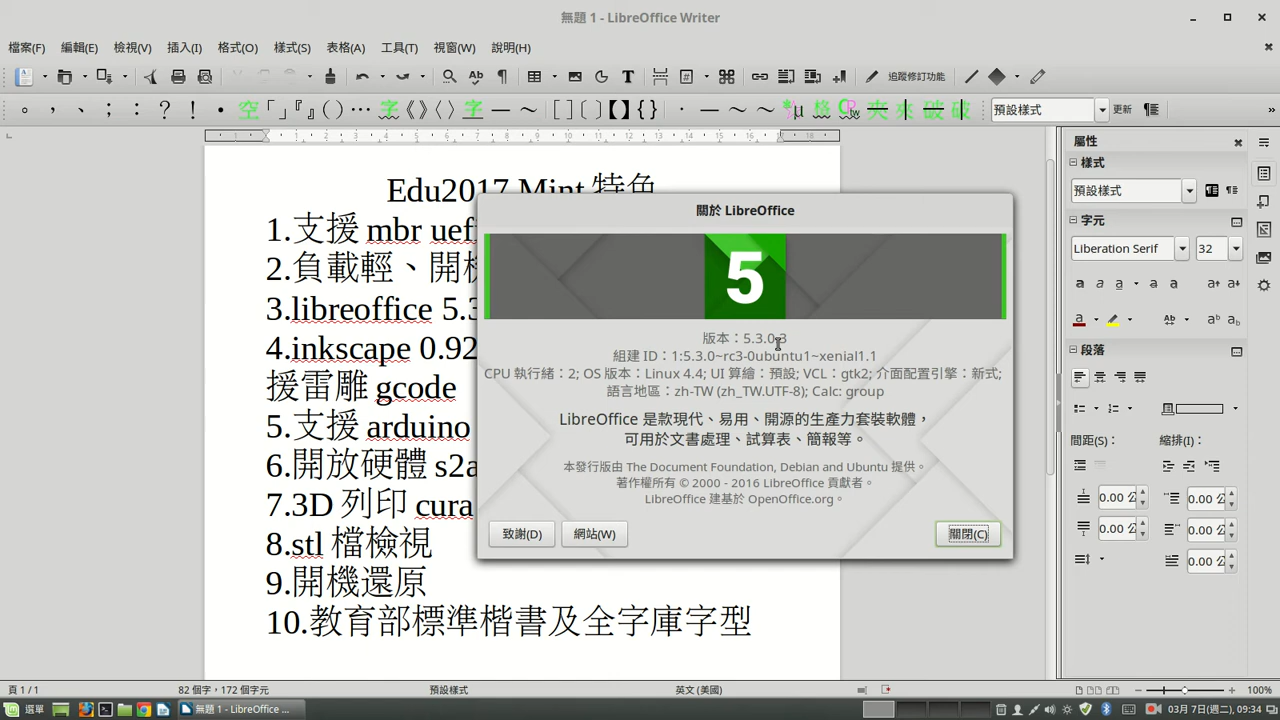 無題 1 - LibreOffice Writer
檔案(F) 編輯(E) 檢視(V) 插入(I) 格式(O) 樣式(S) 表格(A) 工具(T) 視窗(W) 說明(H)
追蹤修訂功能
。 , 、 ; : ? ! • 空 「」 『』 ( ) … 字 《》 〈〉 字 — ～ [ ] 〔 〕 【 】 { } · — ～ ～ *μ 格 夾 夾 破 破 預設樣式 更新
屬性
樣式
預設樣式
字元
Liberation Serif 32
段落
間距(S): 縮排(I):
0.00 公 0.00 公
0.00 公 0.00 公
0.00 公
Edu2017 Mint 特色
1.支援 mbr uef
2.負載輕、開機
3.libreoffice 5.3
4.inkscape 0.92
援雷雕 gcode
5.支援 arduino
6.開放硬體 s2a
7.3D 列印 cura
8.stl 檔檢視
9.開機還原
10.教育部標準楷書及全字庫字型
關於 LibreOffice
5
版本：5.3.0.3
組建 ID：1:5.3.0~rc3-0ubuntu1~xenial1.1
CPU 執行緒：2; OS 版本：Linux 4.4; UI 算繪：預設; VCL：gtk2; 介面配置引擎：新式;
語言地區：zh-TW (zh_TW.UTF-8); Calc: group
LibreOffice 是款現代、易用、開源的生產力套裝軟體，
可用於文書處理、試算表、簡報等。
本發行版由 The Document Foundation, Debian and Ubuntu 提供。
著作權所有 © 2000 - 2016 LibreOffice 貢獻者。
LibreOffice 建基於 OpenOffice.org。
致謝(D) 網站(W) 關閉(C)
頁 1 / 1 82 個字，172 個字元 預設樣式 英文 (美國) 100%
選單 無題 1 - LibreOffice ... 03月 7日(週二), 09:34